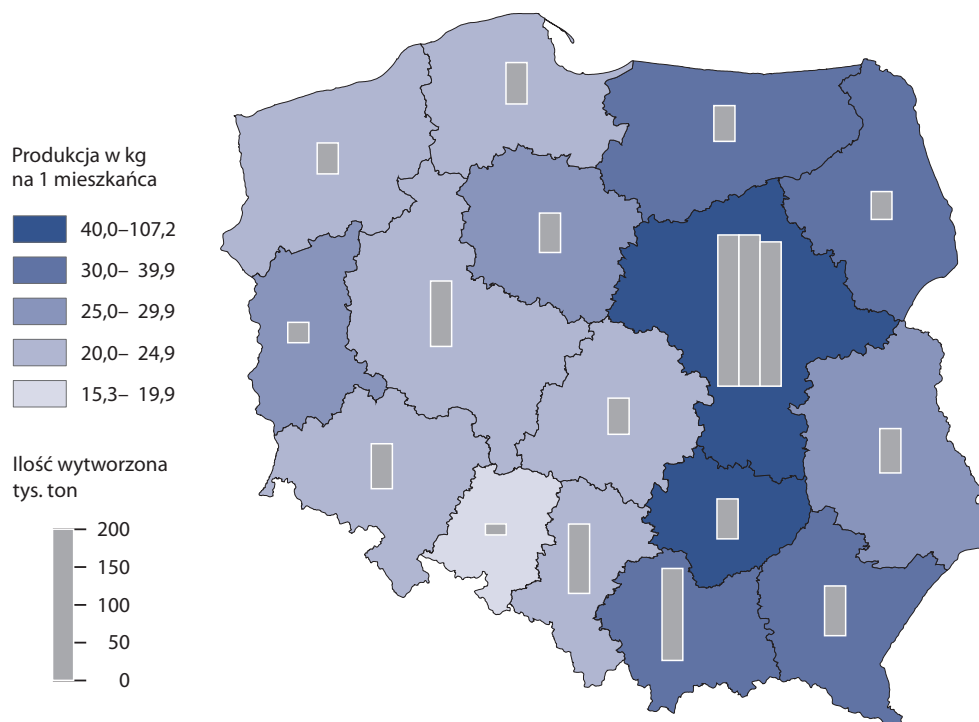 Produkcja w kg
na 1 mieszkańca
40,0–107,2
30,0– 39,9
25,0– 29,9
20,0– 24,9
15,3– 19,9
Ilość wytworzona
tys. ton
200
150
100
50
0